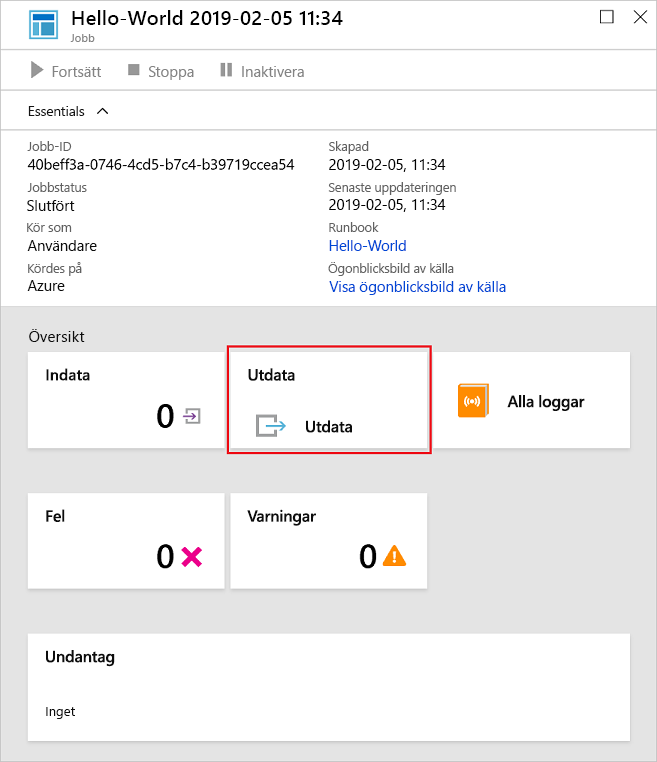 Hello-World 2019-02-05 11:34
Jobb
Fortsätt Stoppa Inaktivera
Essentials
Jobb-ID
40beff3a-0746-4cd5-b7c4-b39719ccea54
Jobbstatus
Slutfört
Kör som
Användare
Kördes på
Azure
Skapad
2019-02-05, 11:34
Senaste uppdateringen
2019-02-05, 11:34
Runbook
Hello-World
Ögonblicksbild av källa
Visa ögonblicksbild av källa
Översikt
Indata
0
Utdata
Utdata
Alla loggar
Fel
0
Varningar
0
Undantag
Inget